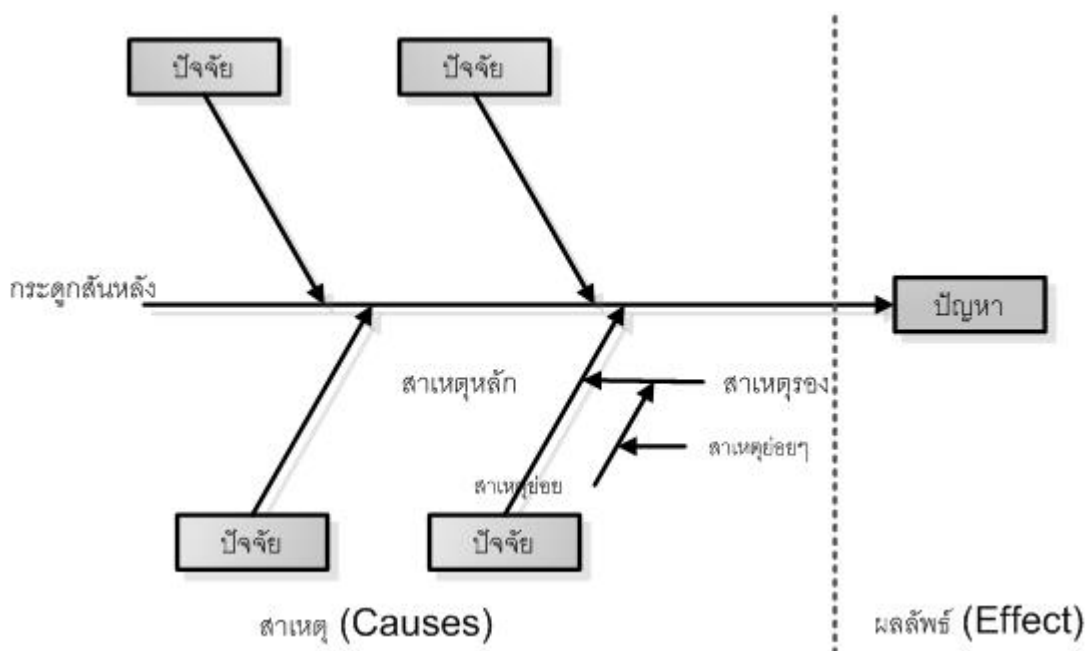 ปัจจัย ปัจจัย
กระดูกสันหลัง
ปัญหา
สาเหตุหลัก สาเหตุรอง
สาเหตุย่อยๆ
สาเหตุย่อย
ปัจจัย ปัจจัย
สาเหตุ (Causes) ผลลัพธ์ (Effect)